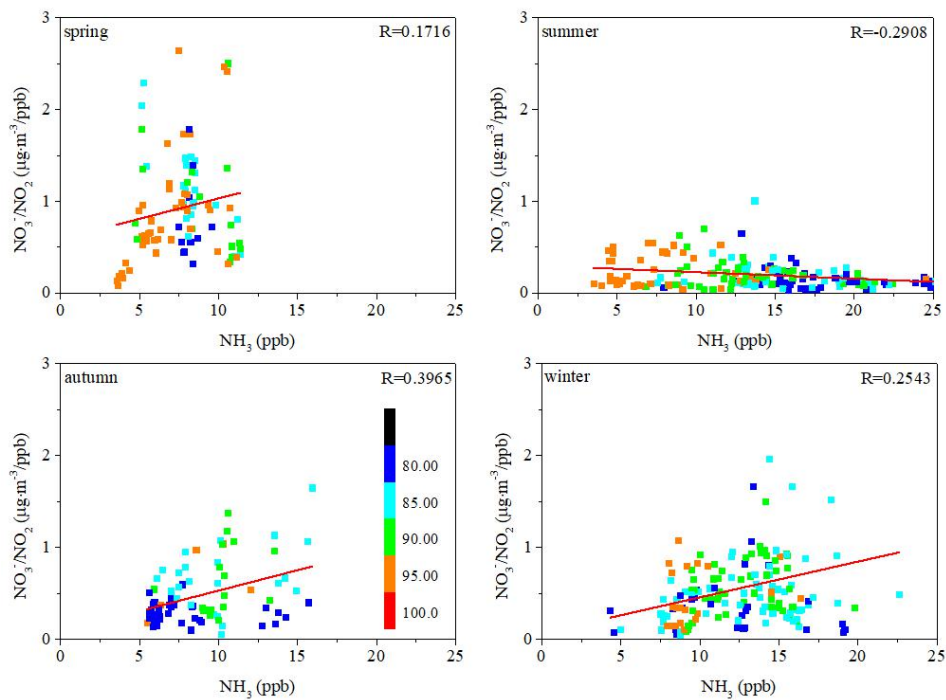 spring R=0.1716
3
2
1
0
NO₃⁻/NO₂ (µg·m⁻³/ppb)
0 5 10 15 20 25
NH₃ (ppb)
summer R=-0.2908
3
2
1
0
NO₃⁻/NO₂ (µg·m⁻³/ppb)
0 5 10 15 20 25
NH₃ (ppb)
autumn R=0.3965
3
2
1
0
NO₃⁻/NO₂ (µg·m⁻³/ppb)
80.00
85.00
90.00
95.00
100.0
0 5 10 15 20 25
NH₃ (ppb)
winter R=0.2543
3
2
1
0
NO₃⁻/NO₂ (µg·m⁻³/ppb)
0 5 10 15 20 25
NH₃ (ppb)